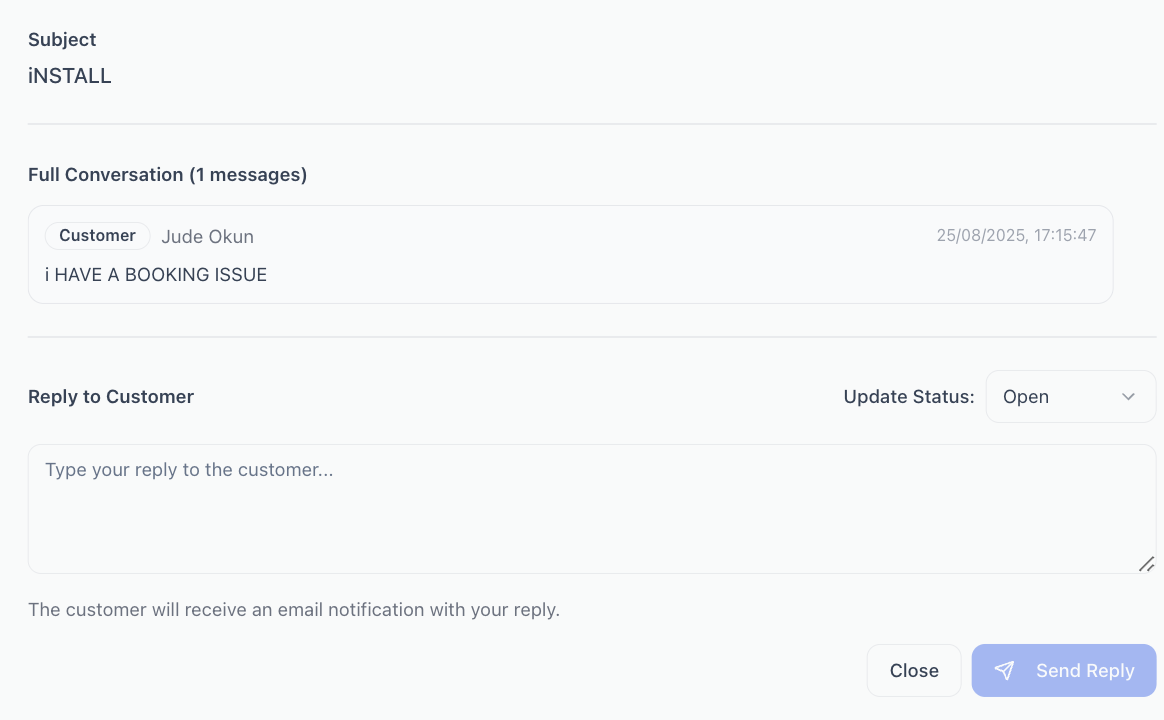 Subject
iNSTALL
Full Conversation (1 messages)
Customer Jude Okun 25/08/2025, 17:15:47
i HAVE A BOOKING ISSUE
Reply to Customer Update Status: Open
Type your reply to the customer...
The customer will receive an email notification with your reply.
Close Send Reply